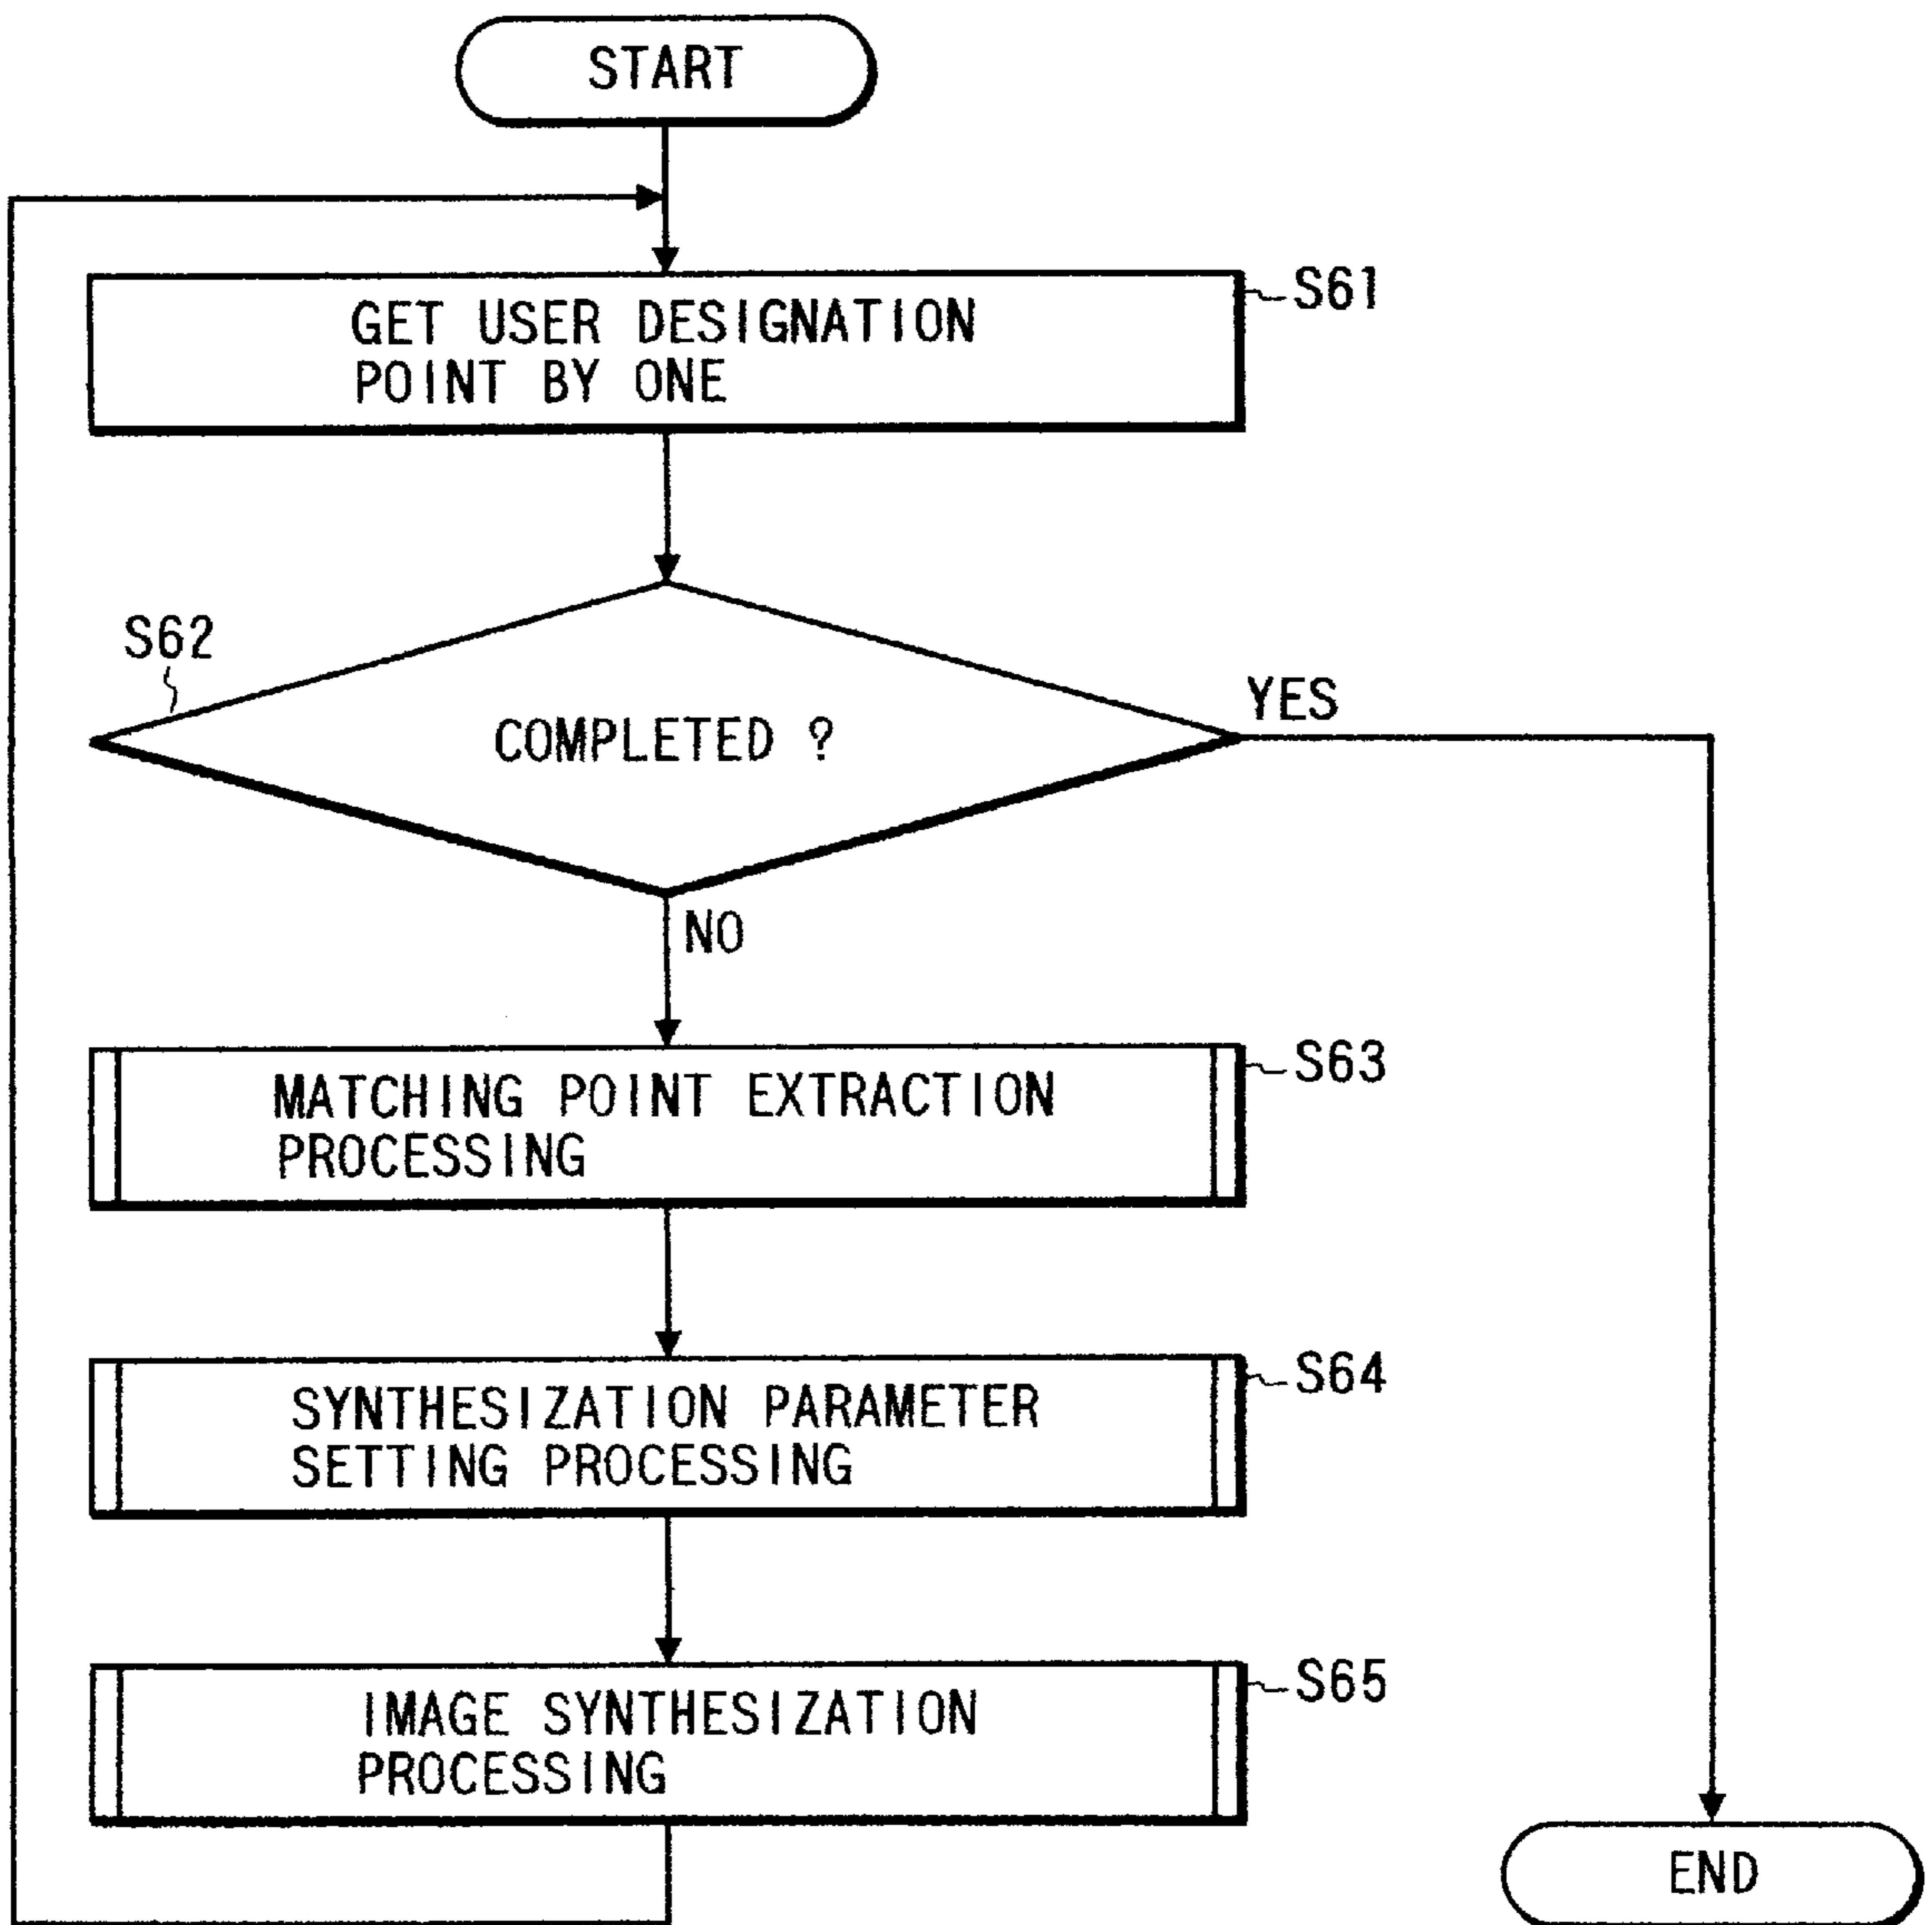 START
GET USER DESIGNATION
POINT BY ONE
S61
S62
COMPLETED ?
YES
NO
MATCHING POINT EXTRACTION
PROCESSING
S63
SYNTHESIZATION PARAMETER
SETTING PROCESSING
S64
IMAGE SYNTHESIZATION
PROCESSING
S65
END